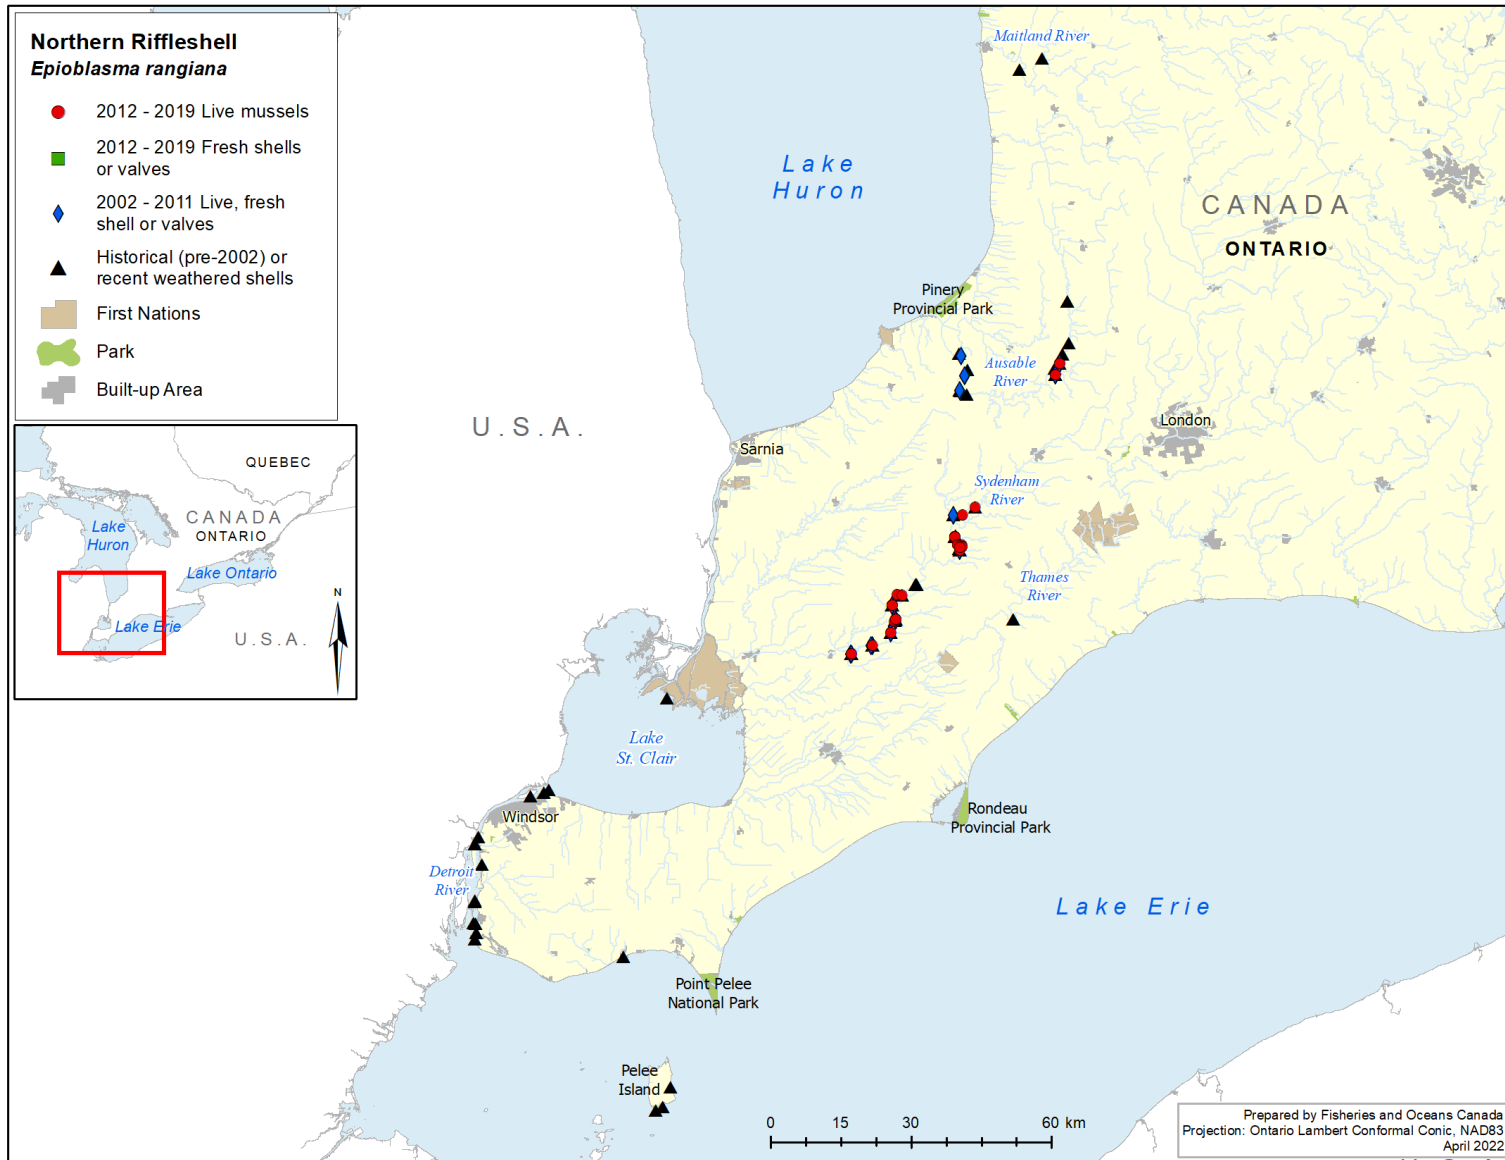 Northern Riffleshell
Epioblasma rangiana
2012 - 2019 Live mussels
2012 - 2019 Fresh shells
or valves
2002 - 2011 Live, fresh
shell or valves
Historical (pre-2002) or
recent weathered shells
First Nations
Park
Built-up Area
QUEBEC
CANADA
ONTARIO
Lake
Huron
Lake Ontario
Lake Erie
U.S.A.
N
Maitland River
Lake
Huron
CANADA
ONTARIO
Pinery
Provincial Park
Ausable
River
U.S.A.
London
Sarnia
Sydenham
River
Thames
River
Lake
St. Clair
Windsor
Rondeau
Provincial Park
Detroit
River
Lake Erie
Point Pelee
National Park
Pelee
Island
0 15 30 60 km
Prepared by Fisheries and Oceans Canada
Projection: Ontario Lambert Conformal Conic, NAD83
April 2022